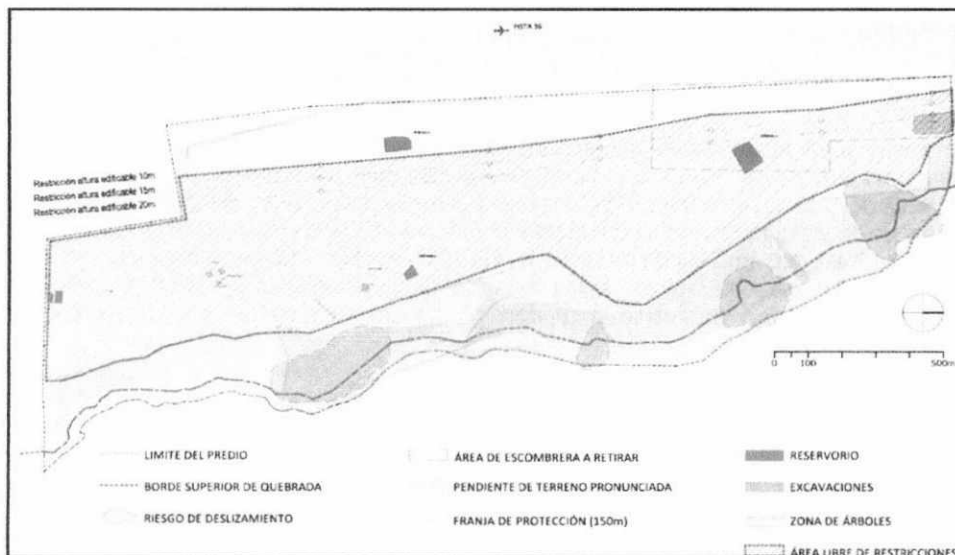 PISTA 36
Restricción altura edificable 10m
Restricción altura edificable 15m
Restricción altura edificable 20m
0 100 500m
LIMITE DEL PREDIO
ÁREA DE ESCOMBRERA A RETIRAR
RESERVORIO
BORDE SUPERIOR DE QUEBRADA
PENDIENTE DE TERRENO PRONUNCIADA
EXCAVACIONES
RIESGO DE DESLIZAMIENTO
FRANJA DE PROTECCIÓN (150m)
ZONA DE ÁRBOLES
ÁREA LIBRE DE RESTRICCIONES